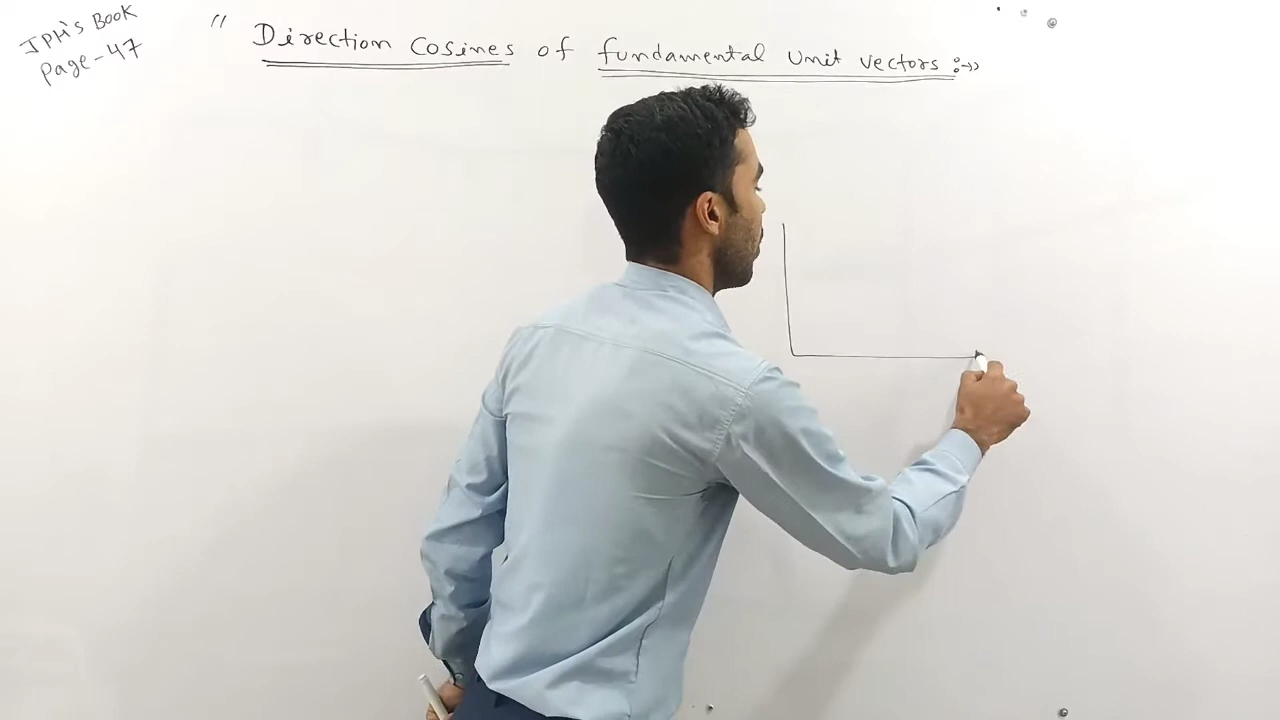 JPH's Book
Page-47
" Direction Cosines of fundamental Unit vectors :→